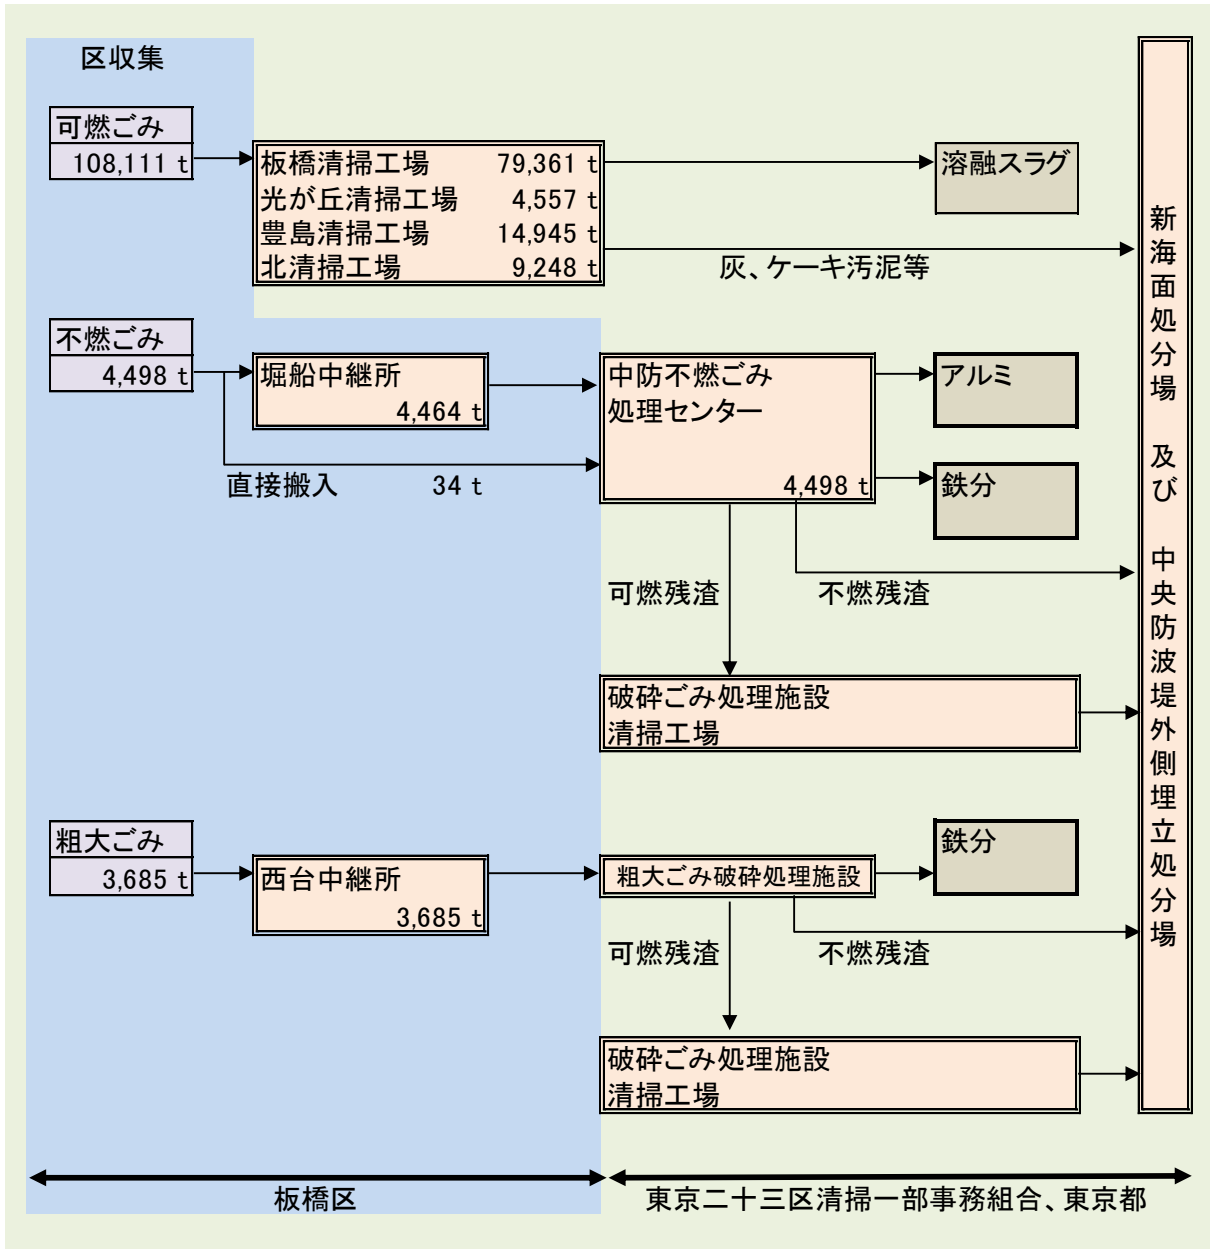 区収集
可燃ごみ
108,111 t
板橋清掃工場 79,361 t
光が丘清掃工場 4,557 t
豊島清掃工場 14,945 t
北清掃工場 9,248 t
溶融スラグ
灰、ケーキ汚泥等
不燃ごみ
4,498 t
堀船中継所
4,464 t
直接搬入 34 t
中防不燃ごみ
処理センター
4,498 t
アルミ
鉄分
可燃残渣
不燃残渣
破砕ごみ処理施設
清掃工場
粗大ごみ
3,685 t
西台中継所
3,685 t
粗大ごみ破砕処理施設
鉄分
可燃残渣
不燃残渣
破砕ごみ処理施設
清掃工場
新海面処分場 及び 中央防波堤外側埋立処分場
板橋区
東京二十三区清掃一部事務組合、東京都